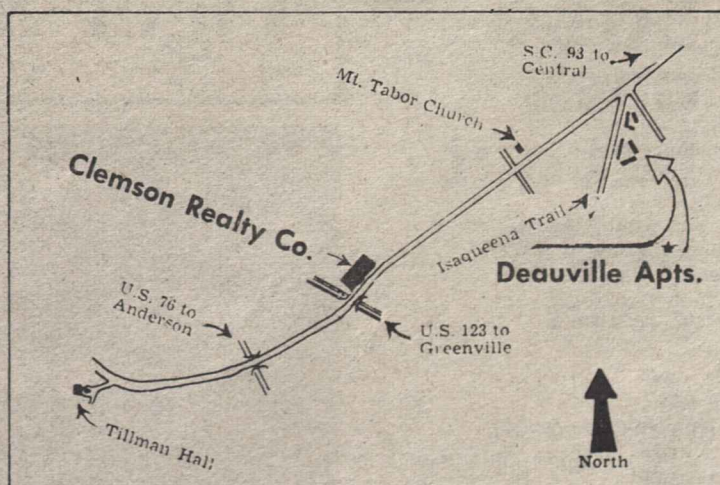 S.C. 93 to
Central
Mt. Tabor Church
Clemson Realty Co.
Isaqueena Trail
Deauville Apts.
U.S. 76 to
Anderson
U.S. 123 to
Greenville
Tillman Hall
North